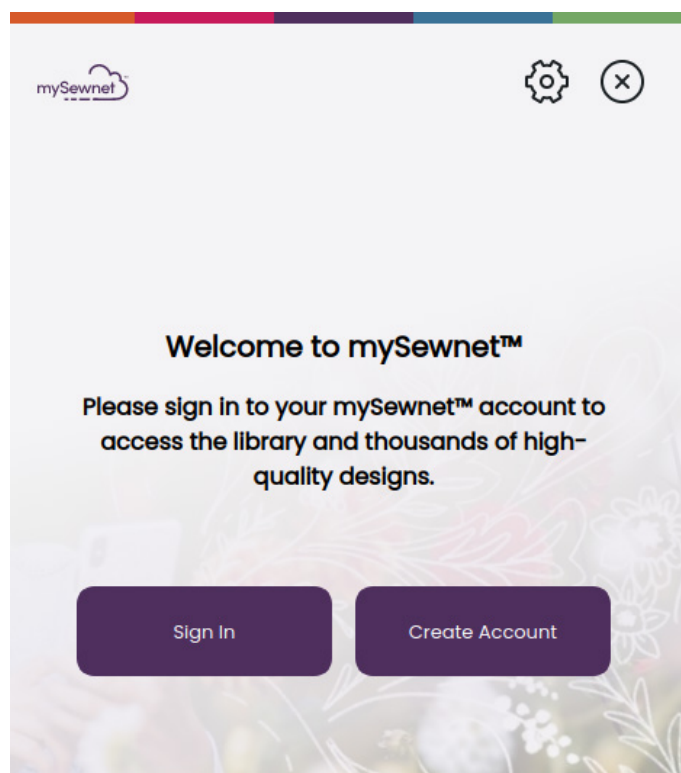 mySewnet™
Welcome to mySewnet™
Please sign in to your mySewnet™ account to
access the library and thousands of high-
quality designs.
Sign In
Create Account